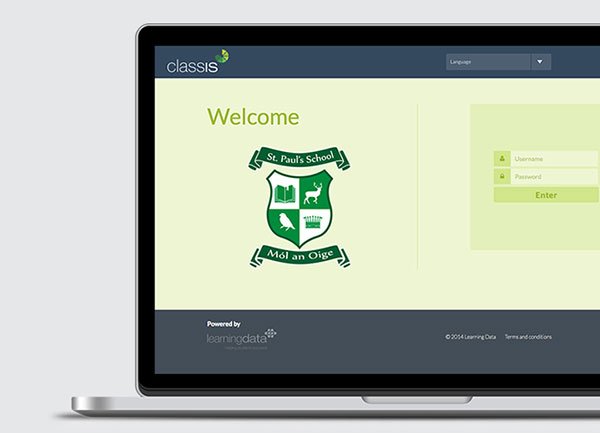 classIS
Language
Welcome
St. Paul's School
Mól an Oige
Username
Password
Enter
Powered by
learningdata
© 2014 Learning Data
Terms and conditions